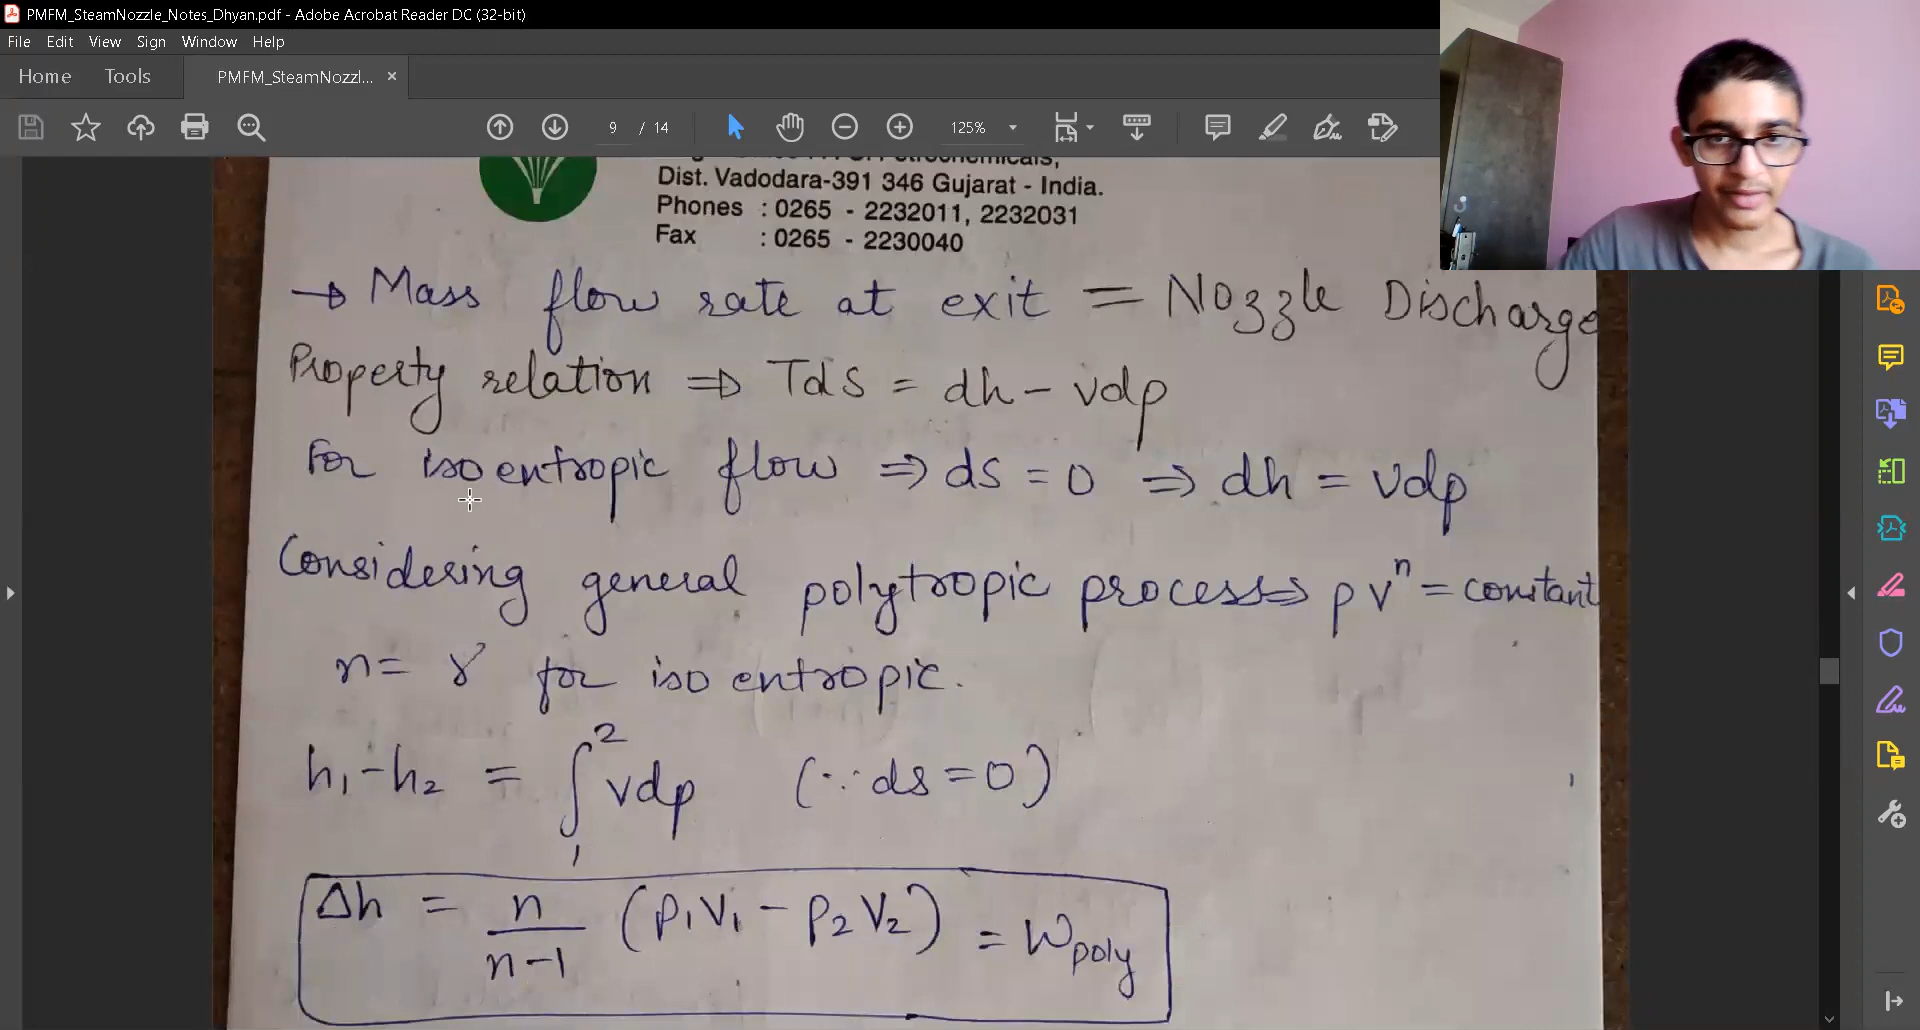 PMFM_SteamNozzle_Notes_Dhyan.pdf - Adobe Acrobat Reader DC (32-bit)
File Edit View Sign Window Help
Home Tools PMFM_SteamNozzl... ×
9 / 14 125%
Dist. Vadodara-391 346 Gujarat - India.
Phones : 0265 - 2232011, 2232031
Fax : 0265 - 2230040
→ Mass flow rate at exit = Nozzle Discharge
Property relation ⇒ Tds = dh - vdp
For isoentropic flow ⇒ ds = 0 ⇒ dh = vdp
Considering general polytropic process ⇒ pv^n = constant
n = γ for isoentropic.
h₁-h₂ = ∫₁² vdp (∵ ds = 0)
Δh = n/(n-1) (p₁v₁ - p₂v₂) = Wpoly